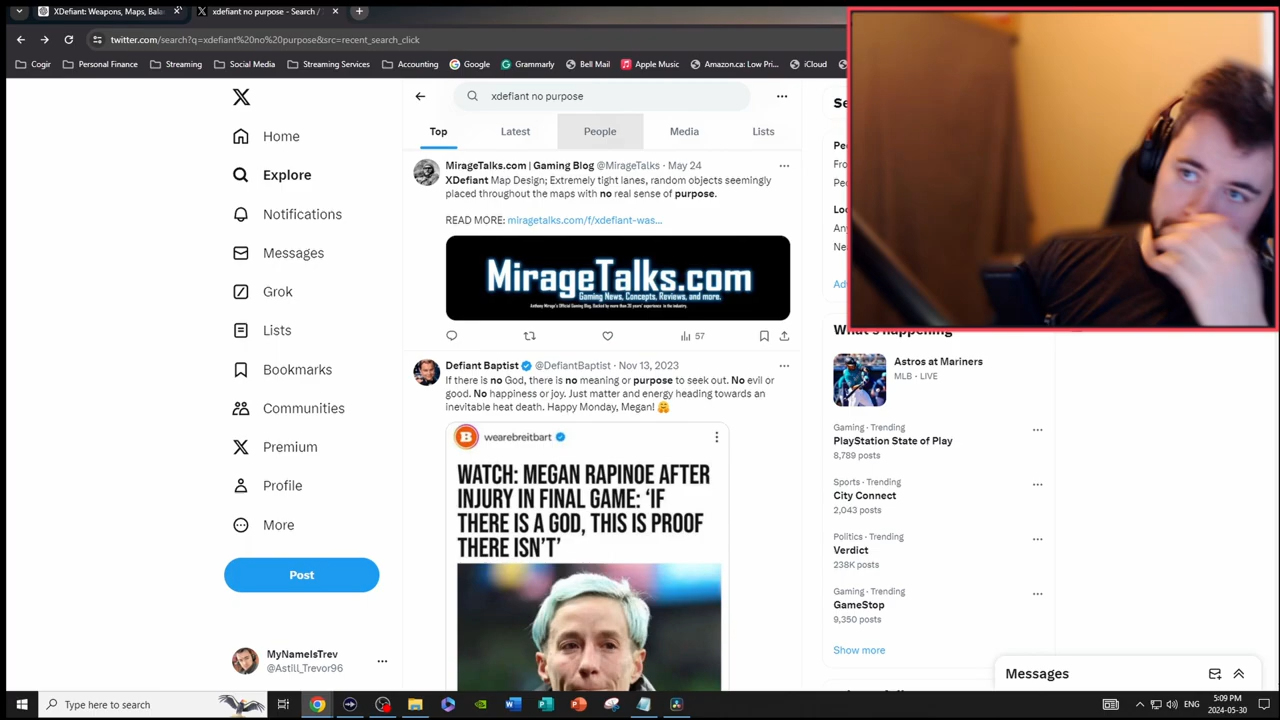 XDefiant: Weapons, Maps, Bala
xdefiant no purpose - Search /
twitter.com/search?q=xdefiant%20no%20purpose&src=recent_search_click
Cogir
Personal Finance
Streaming
Social Media
Streaming Services
Accounting
Google
Grammarly
Bell Mail
Apple Music
Amazon.ca: Low Pri...
iCloud
Home
Explore
Notifications
Messages
Grok
Lists
Bookmarks
Communities
Premium
Profile
More
Post
MyNameIsTrev
@Astill_Trevor96
xdefiant no purpose
Top
Latest
People
Media
Lists
MirageTalks.com | Gaming Blog @MirageTalks · May 24
XDefiant Map Design; Extremely tight lanes, random objects seemingly
placed throughout the maps with no real sense of purpose.
READ MORE: miragetalks.com/f/xdefiant-was...
MirageTalks.com
Gaming News, Concepts, Reviews, and more.
57
Defiant Baptist @DefiantBaptist · Nov 13, 2023
If there is no God, there is no meaning or purpose to seek out. No evil or
good. No happiness or joy. Just matter and energy heading towards an
inevitable heat death. Happy Monday, Megan!
wearebreitbart
WATCH: MEGAN RAPINOE AFTER
INJURY IN FINAL GAME: ‘IF
THERE IS A GOD, THIS IS PROOF
THERE ISN’T’
Se
Peo
Fro
Peo
Loc
Any
Nea
Ad
What's happening
Astros at Mariners
MLB · LIVE
Gaming · Trending
PlayStation State of Play
8,789 posts
Sports · Trending
City Connect
2,043 posts
Politics · Trending
Verdict
238K posts
Gaming · Trending
GameStop
9,350 posts
Show more
Messages
Type here to search
5:09 PM
2024-05-30